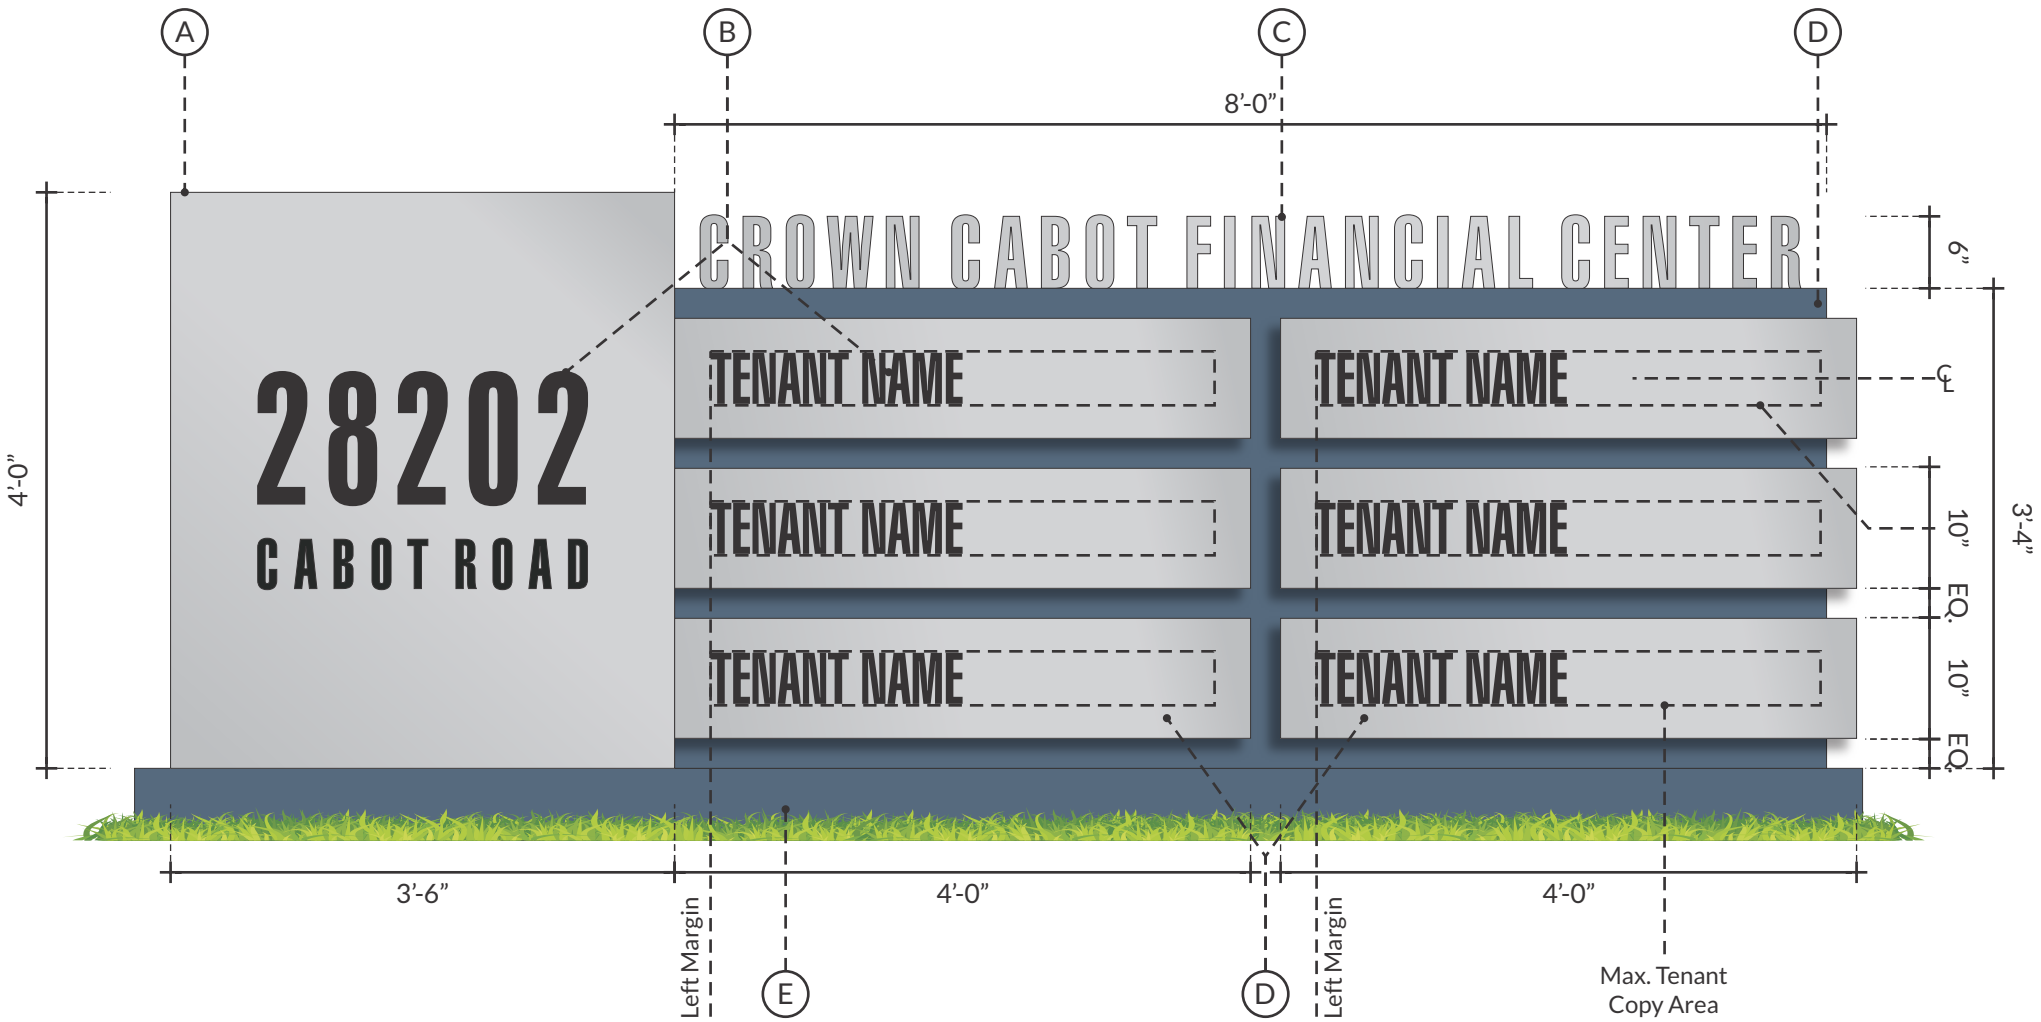 A
B
C
D
8’-0”
CROWN CABOT FINANCIAL CENTER
6”
TENANT NAME
TENANT NAME
℄
28202
CABOT ROAD
4’-0”
TENANT NAME
TENANT NAME
10”
3’-4”
EQ.
TENANT NAME
TENANT NAME
10”
EQ.
3’-6”
4’-0”
4’-0”
Left Margin
E
D
Left Margin
Max. Tenant
Copy Area